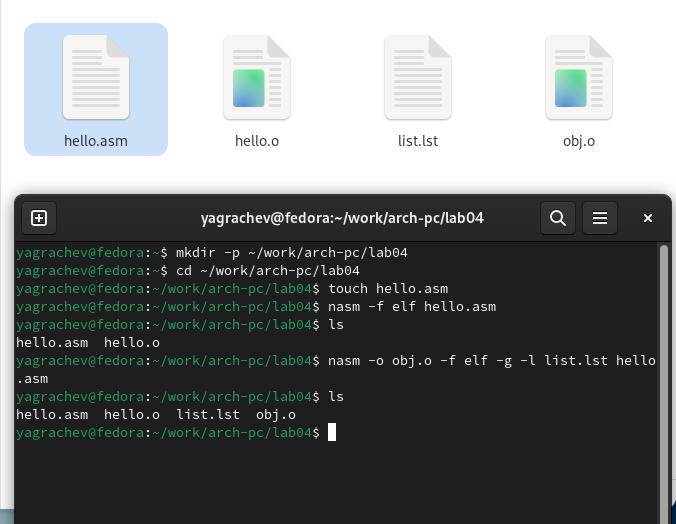 hello.asm
hello.o
list.lst
obj.o
yagrachev@fedora:~/work/arch-pc/lab04
yagrachev@fedora:~$ mkdir -p ~/work/arch-pc/lab04
yagrachev@fedora:~$ cd ~/work/arch-pc/lab04
yagrachev@fedora:~/work/arch-pc/lab04$ touch hello.asm
yagrachev@fedora:~/work/arch-pc/lab04$ nasm -f elf hello.asm
yagrachev@fedora:~/work/arch-pc/lab04$ ls
hello.asm  hello.o
yagrachev@fedora:~/work/arch-pc/lab04$ nasm -o obj.o -f elf -g -l list.lst hello
.asm
yagrachev@fedora:~/work/arch-pc/lab04$ ls
hello.asm  hello.o  list.lst  obj.o
yagrachev@fedora:~/work/arch-pc/lab04$